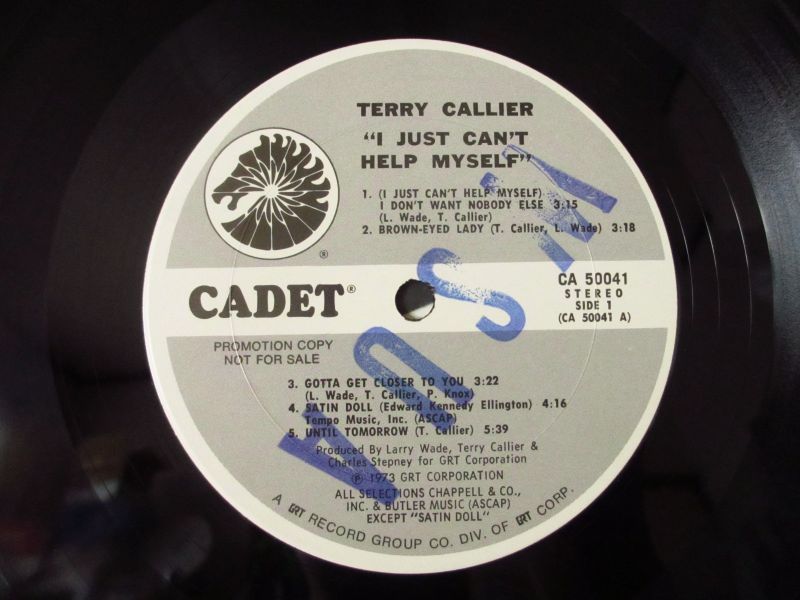 TERRY CALLIER
"I JUST CAN'T
HELP MYSELF"
1. (I JUST CAN'T HELP MYSELF)
I DON'T WANT NOBODY ELSE 3:15
(L. Wade, T. Callier)
2. BROWN-EYED LADY (T. Callier, L. Wade) 3:18
®
CADET®
CA 50041
STEREO
SIDE 1
(CA 50041 A)
PROMOTION COPY
NOT FOR SALE
3. GOTTA GET CLOSER TO YOU 3:22
(L. Wade, T. Callier, P. Knox)
4. SATIN DOLL (Edward Kennedy Ellington) 4:16
Tempo Music, Inc. (ASCAP)
5. UNTIL TOMORROW (T. Callier) 5:39
Produced by Larry Wade, Terry Callier &
Charles Stepney for GRT Corporation
℗ 1973 GRT CORPORATION
ALL SELECTIONS CHAPPELL & CO.,
INC. & BUTLER MUSIC (ASCAP)
EXCEPT "SATIN DOLL"
A GRT RECORD GROUP CO. DIV. OF GRT CORP.